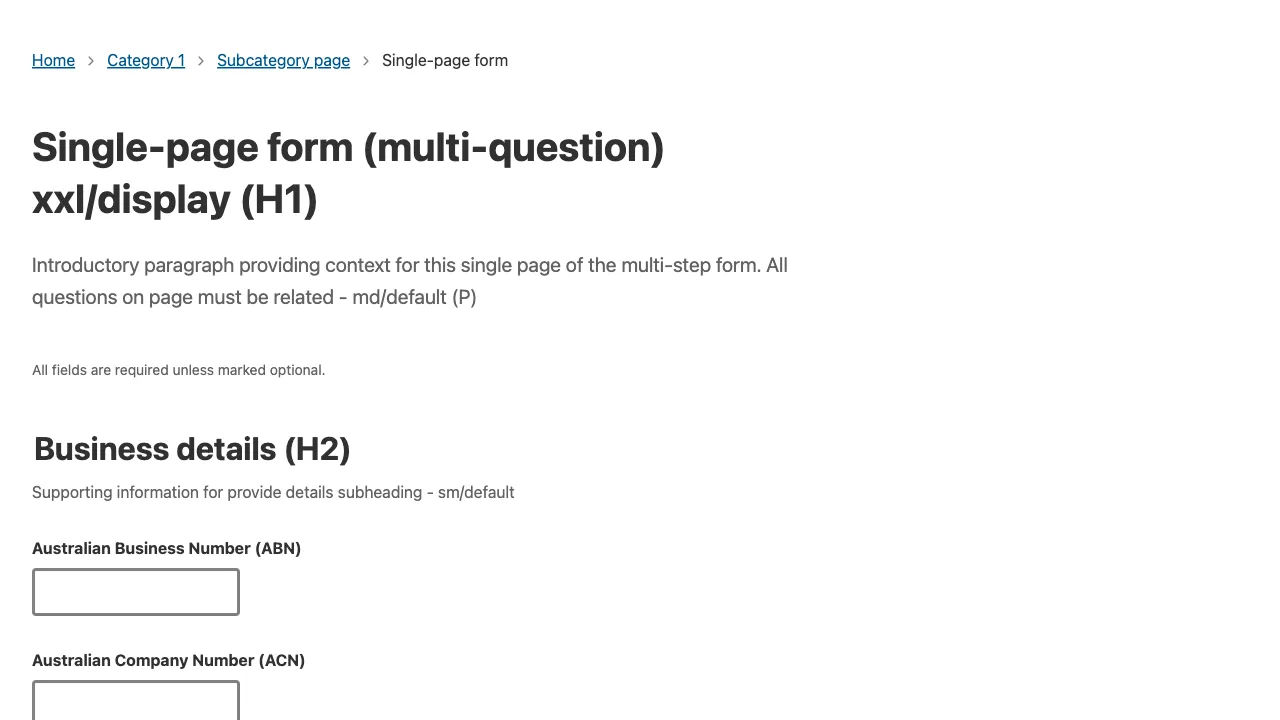 Home > Category 1 > Subcategory page > Single-page form
Single-page form (multi-question)
xxl/display (H1)
Introductory paragraph providing context for this single page of the multi-step form. All
questions on page must be related - md/default (P)
All fields are required unless marked optional.
Business details (H2)
Supporting information for provide details subheading - sm/default
Australian Business Number (ABN)
Australian Company Number (ACN)